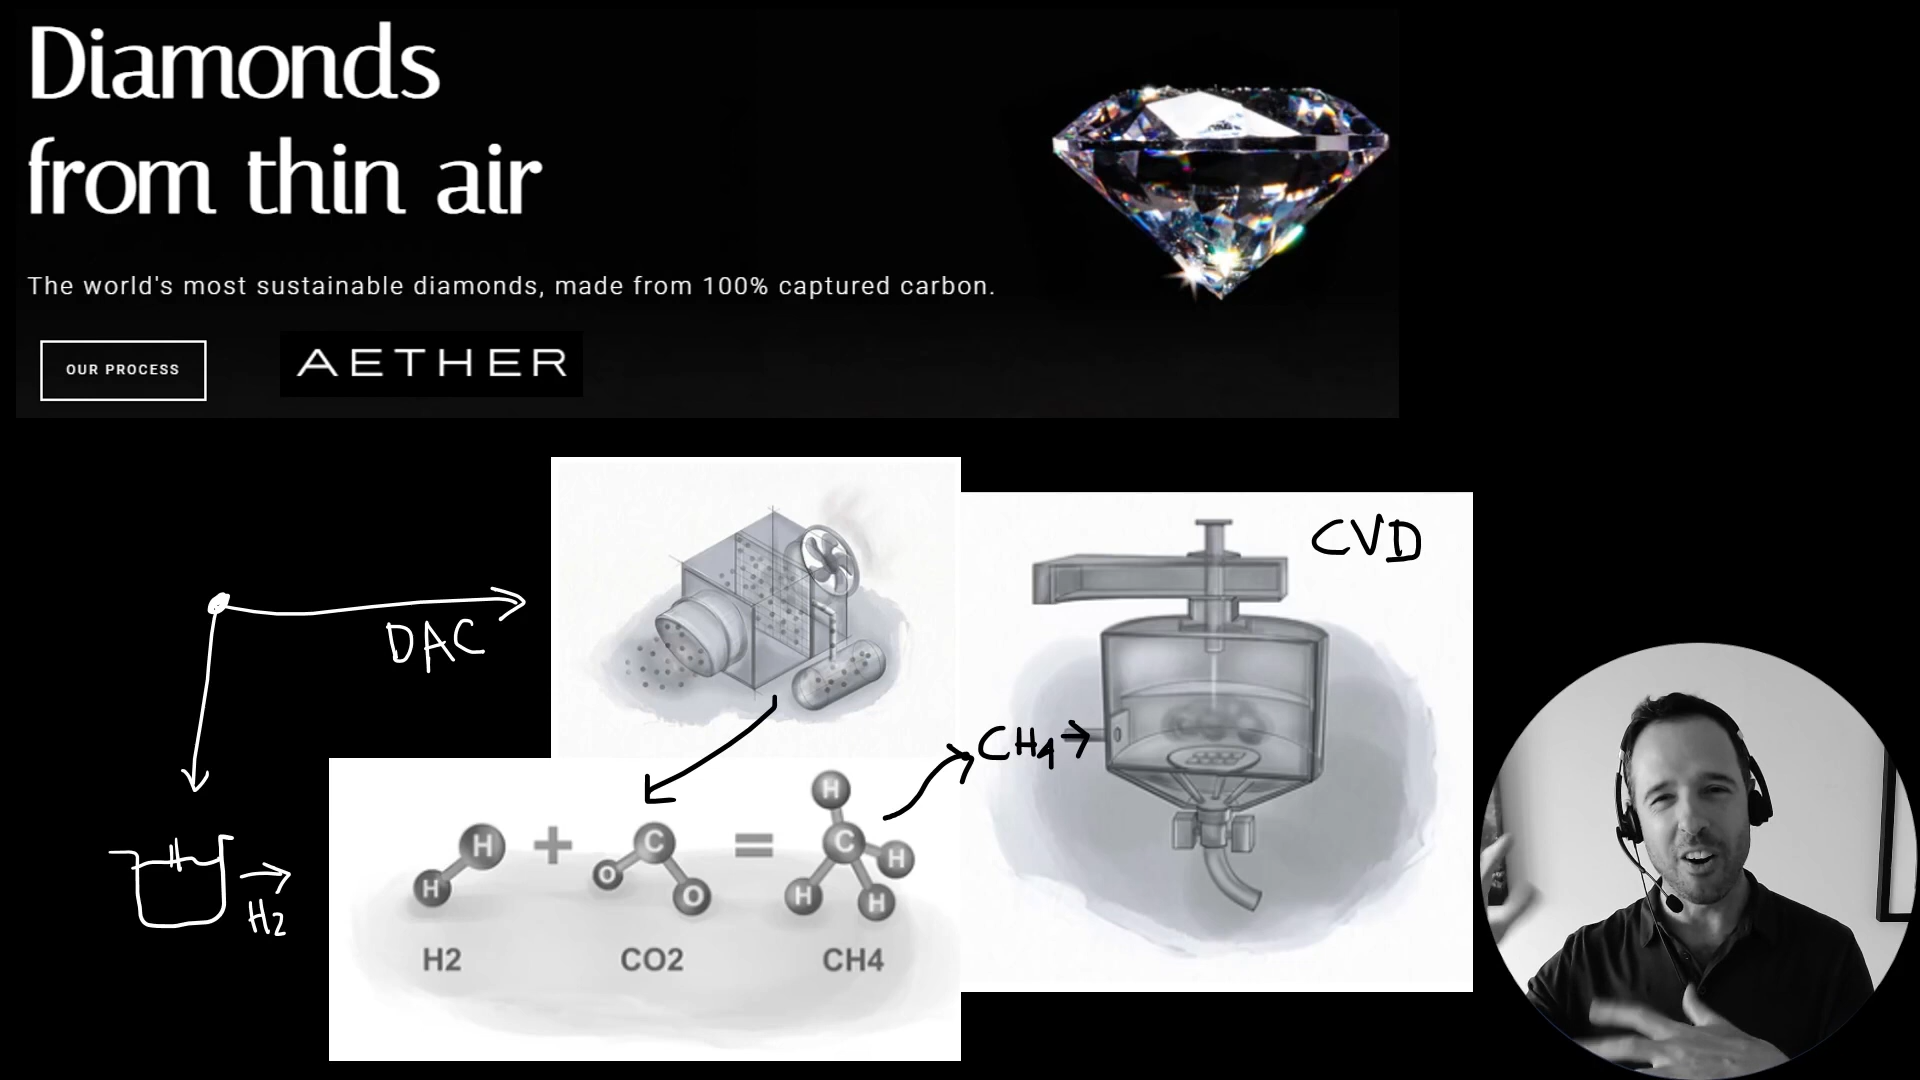 Diamonds
from thin air
The world's most sustainable diamonds, made from 100% captured carbon.
OUR PROCESS
AETHER
CVD
DAC
CH4
H
H
H
+
C
=
C
H
H
O
O
H
H
H2
H2
CO2
CH4